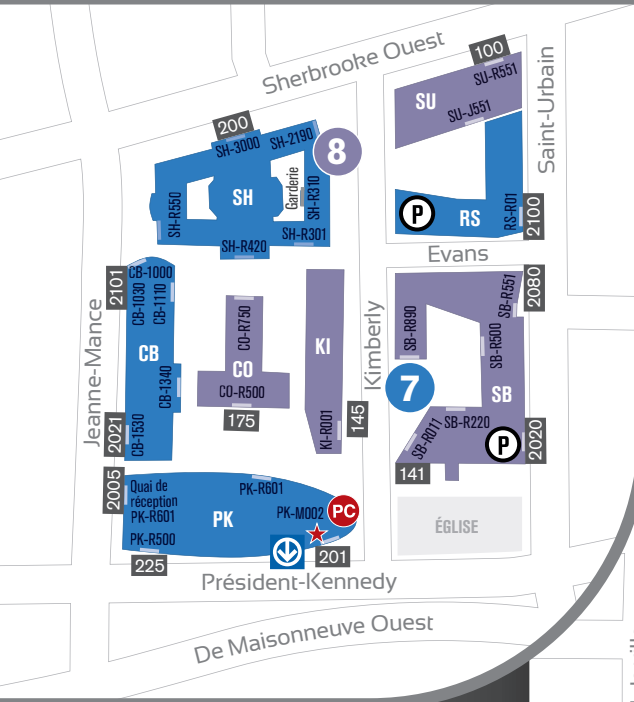 Sherbrooke Ouest
100
SU-R551
SU
SU-J551
Saint-Urbain
200
SH-3000
SH-2190
8
SH
Garderie
SH-R310
SH-R550
SH-R301
SH-R420
P
RS
RS-R01
2100
Evans
2101
CB-1000
CB-1030
CB-1110
CB
CB-1340
Jeanne-Mance
2021
CB-1530
CO-R750
CO
CO-R500
175
KI
KI-R001
145
Kimberly
SB-R890
7
SB-R551
2080
SB-R500
SB
SB-R220
SB-R011
P
2020
141
ÉGLISE
2005
Quai de
réception
PK-R601
PK-R500
225
PK
PK-R601
PK-M002
PC
201
Président-Kennedy
De Maisonneuve Ouest